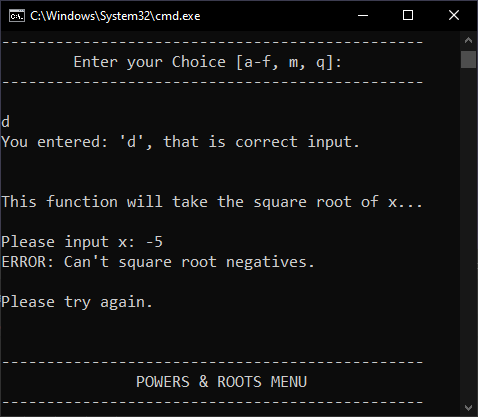 C:\Windows\System32\cmd.exe
-----------------------------------------------
Enter your Choice [a-f, m, q]:
-----------------------------------------------
d
You entered: 'd', that is correct input.
This function will take the square root of x...
Please input x: -5
ERROR: Can't square root negatives.
Please try again.
-----------------------------------------------
POWERS & ROOTS MENU
-----------------------------------------------